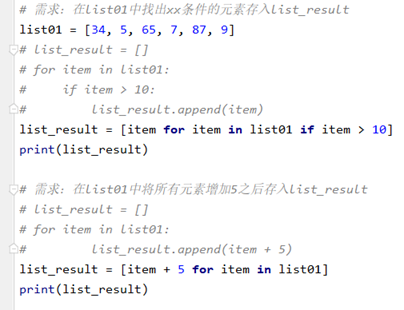 # 需求：在list01中找出xx条件的元素存入list_result
list01 = [34, 5, 65, 7, 87, 9]
# list_result = []
# for item in list01:
#     if item > 10:
#         list_result.append(item)
list_result = [item for item in list01 if item > 10]
print(list_result)

# 需求：在list01中将所有元素增加5之后存入list_result
# list_result = []
# for item in list01:
#         list_result.append(item + 5)
list_result = [item + 5 for item in list01]
print(list_result)